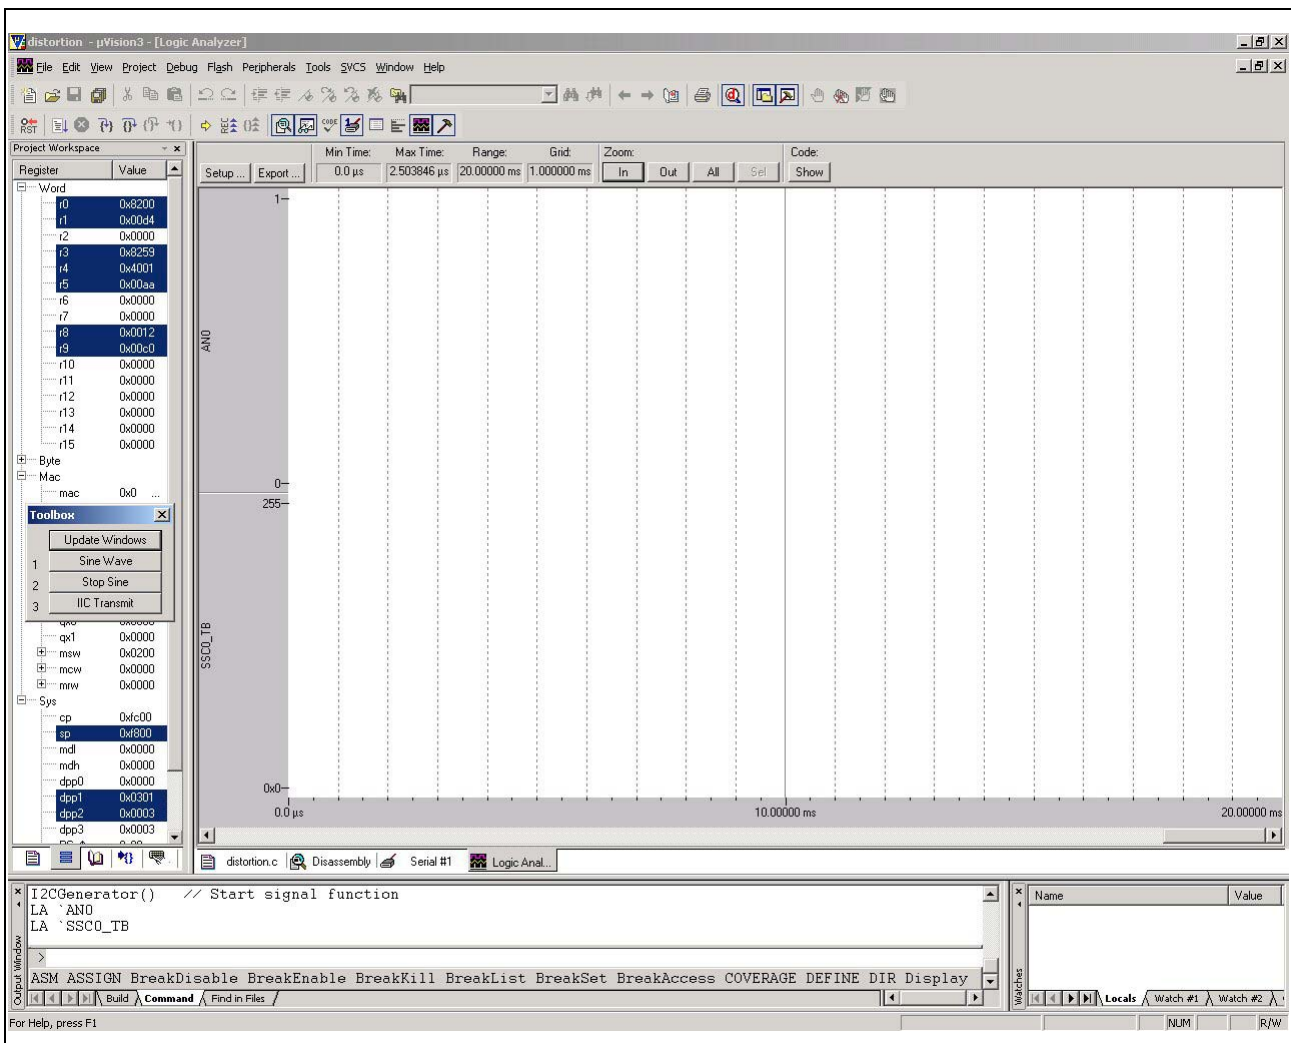 distortion - µVision3 - [Logic Analyzer]
File Edit View Project Debug Flash Peripherals Tools SVCS Window Help
RST
CODE
Project Workspace
Register Value
Word
r0 0x8200
r1 0x00d4
r2 0x0000
r3 0x8259
r4 0x4001
r5 0x00aa
r6 0x0000
r7 0x0000
r8 0x0012
r9 0x00c0
r10 0x0000
r11 0x0000
r12 0x0000
r13 0x0000
r14 0x0000
r15 0x0000
Byte
Mac
mac 0x0 ...
Toolbox
Update Windows
1 Sine Wave
2 Stop Sine
3 IIC Transmit
qx1 0x0000
msw 0x0200
mcw 0x0000
mrw 0x0000
Sys
cp 0xfc00
sp 0xf800
mdl 0x0000
mdh 0x0000
dpp0 0x0000
dpp1 0x0301
dpp2 0x0003
dpp3 0x0003
Min Time: Max Time: Range: Grid: Zoom: Code:
Setup ... Export ... 0.0 µs 2.503846 µs 20.00000 ms 1.000000 ms In Out All Sel Show
1
AN0
0
255
SSC0_TB
0x0
0.0 µs 10.00000 ms 20.00000 ms
distortion.c Disassembly Serial #1 Logic Anal...
Output Window
I2CGenerator() // Start signal function
LA `AN0
LA `SSC0_TB
>
ASM ASSIGN BreakDisable BreakEnable BreakKill BreakList BreakSet BreakAccess COVERAGE DEFINE DIR Display
Build Command Find in Files
Watches
Name Value
Locals Watch #1 Watch #2
For Help, press F1
NUM R/W